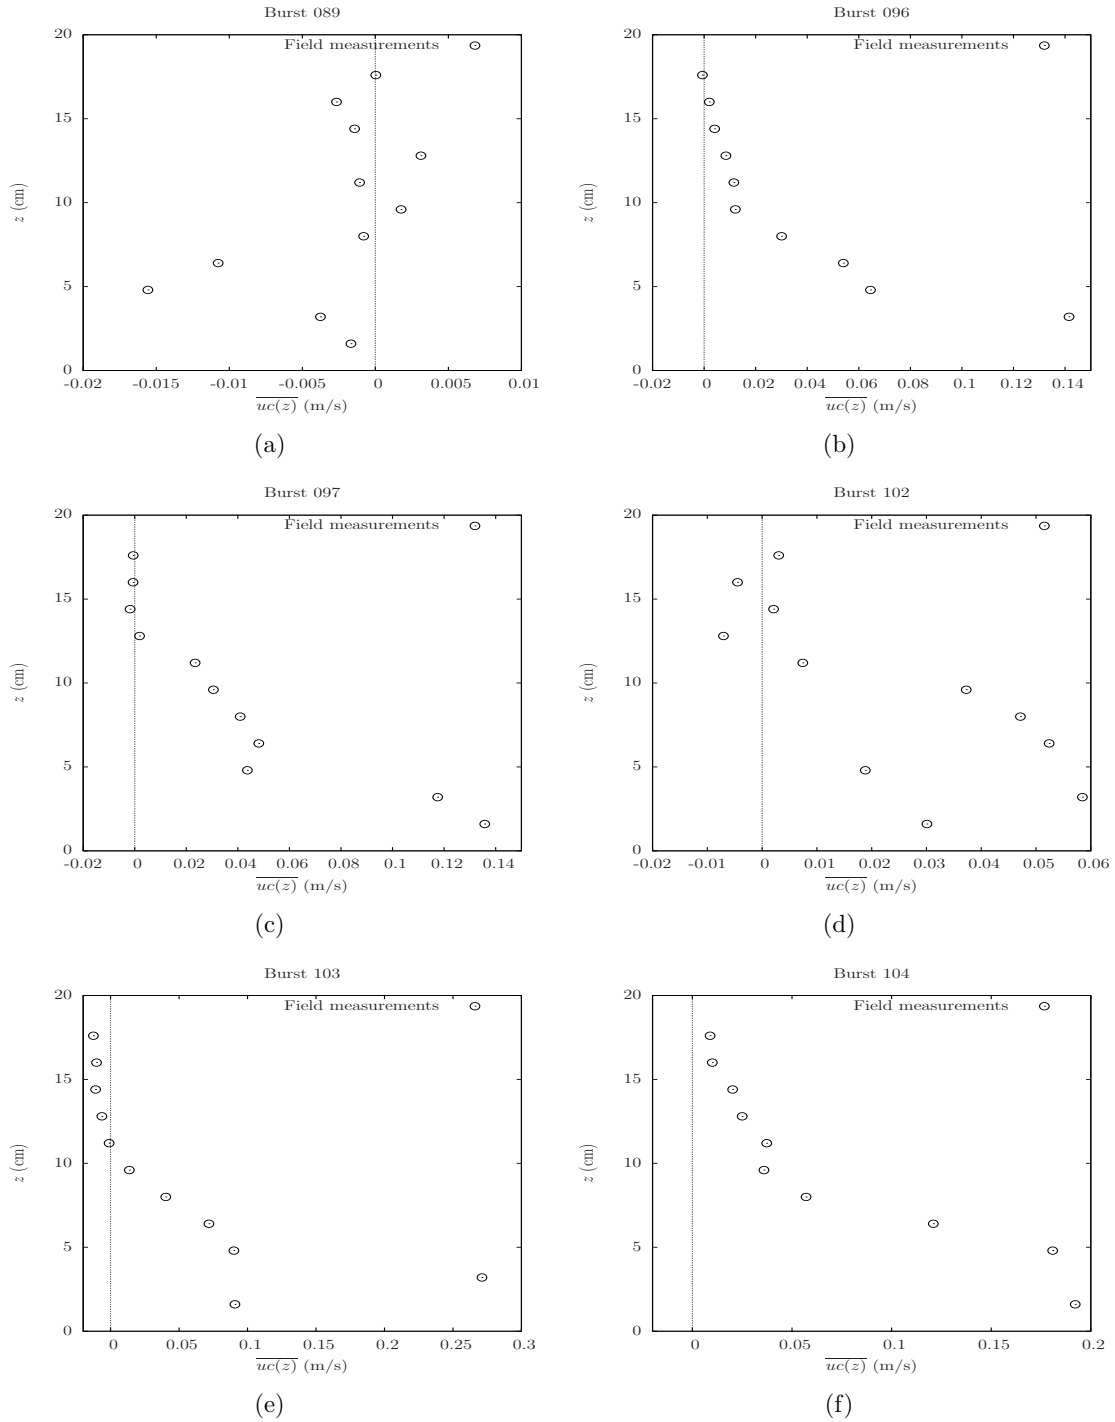 Burst 089
Field measurements
20
15
10
5
0
z (cm)
-0.02 -0.015 -0.01 -0.005 0 0.005 0.01
uc(z) (m/s)
(a)
Burst 096
Field measurements
20
15
10
5
0
z (cm)
-0.02 0 0.02 0.04 0.06 0.08 0.1 0.12 0.14
uc(z) (m/s)
(b)
Burst 097
Field measurements
20
15
10
5
0
z (cm)
-0.02 0 0.02 0.04 0.06 0.08 0.1 0.12 0.14
uc(z) (m/s)
(c)
Burst 102
Field measurements
20
15
10
5
0
z (cm)
-0.02 -0.01 0 0.01 0.02 0.03 0.04 0.05 0.06
uc(z) (m/s)
(d)
Burst 103
Field measurements
20
15
10
5
0
z (cm)
0 0.05 0.1 0.15 0.2 0.25 0.3
uc(z) (m/s)
(e)
Burst 104
Field measurements
20
15
10
5
0
z (cm)
0 0.05 0.1 0.15 0.2
uc(z) (m/s)
(f)